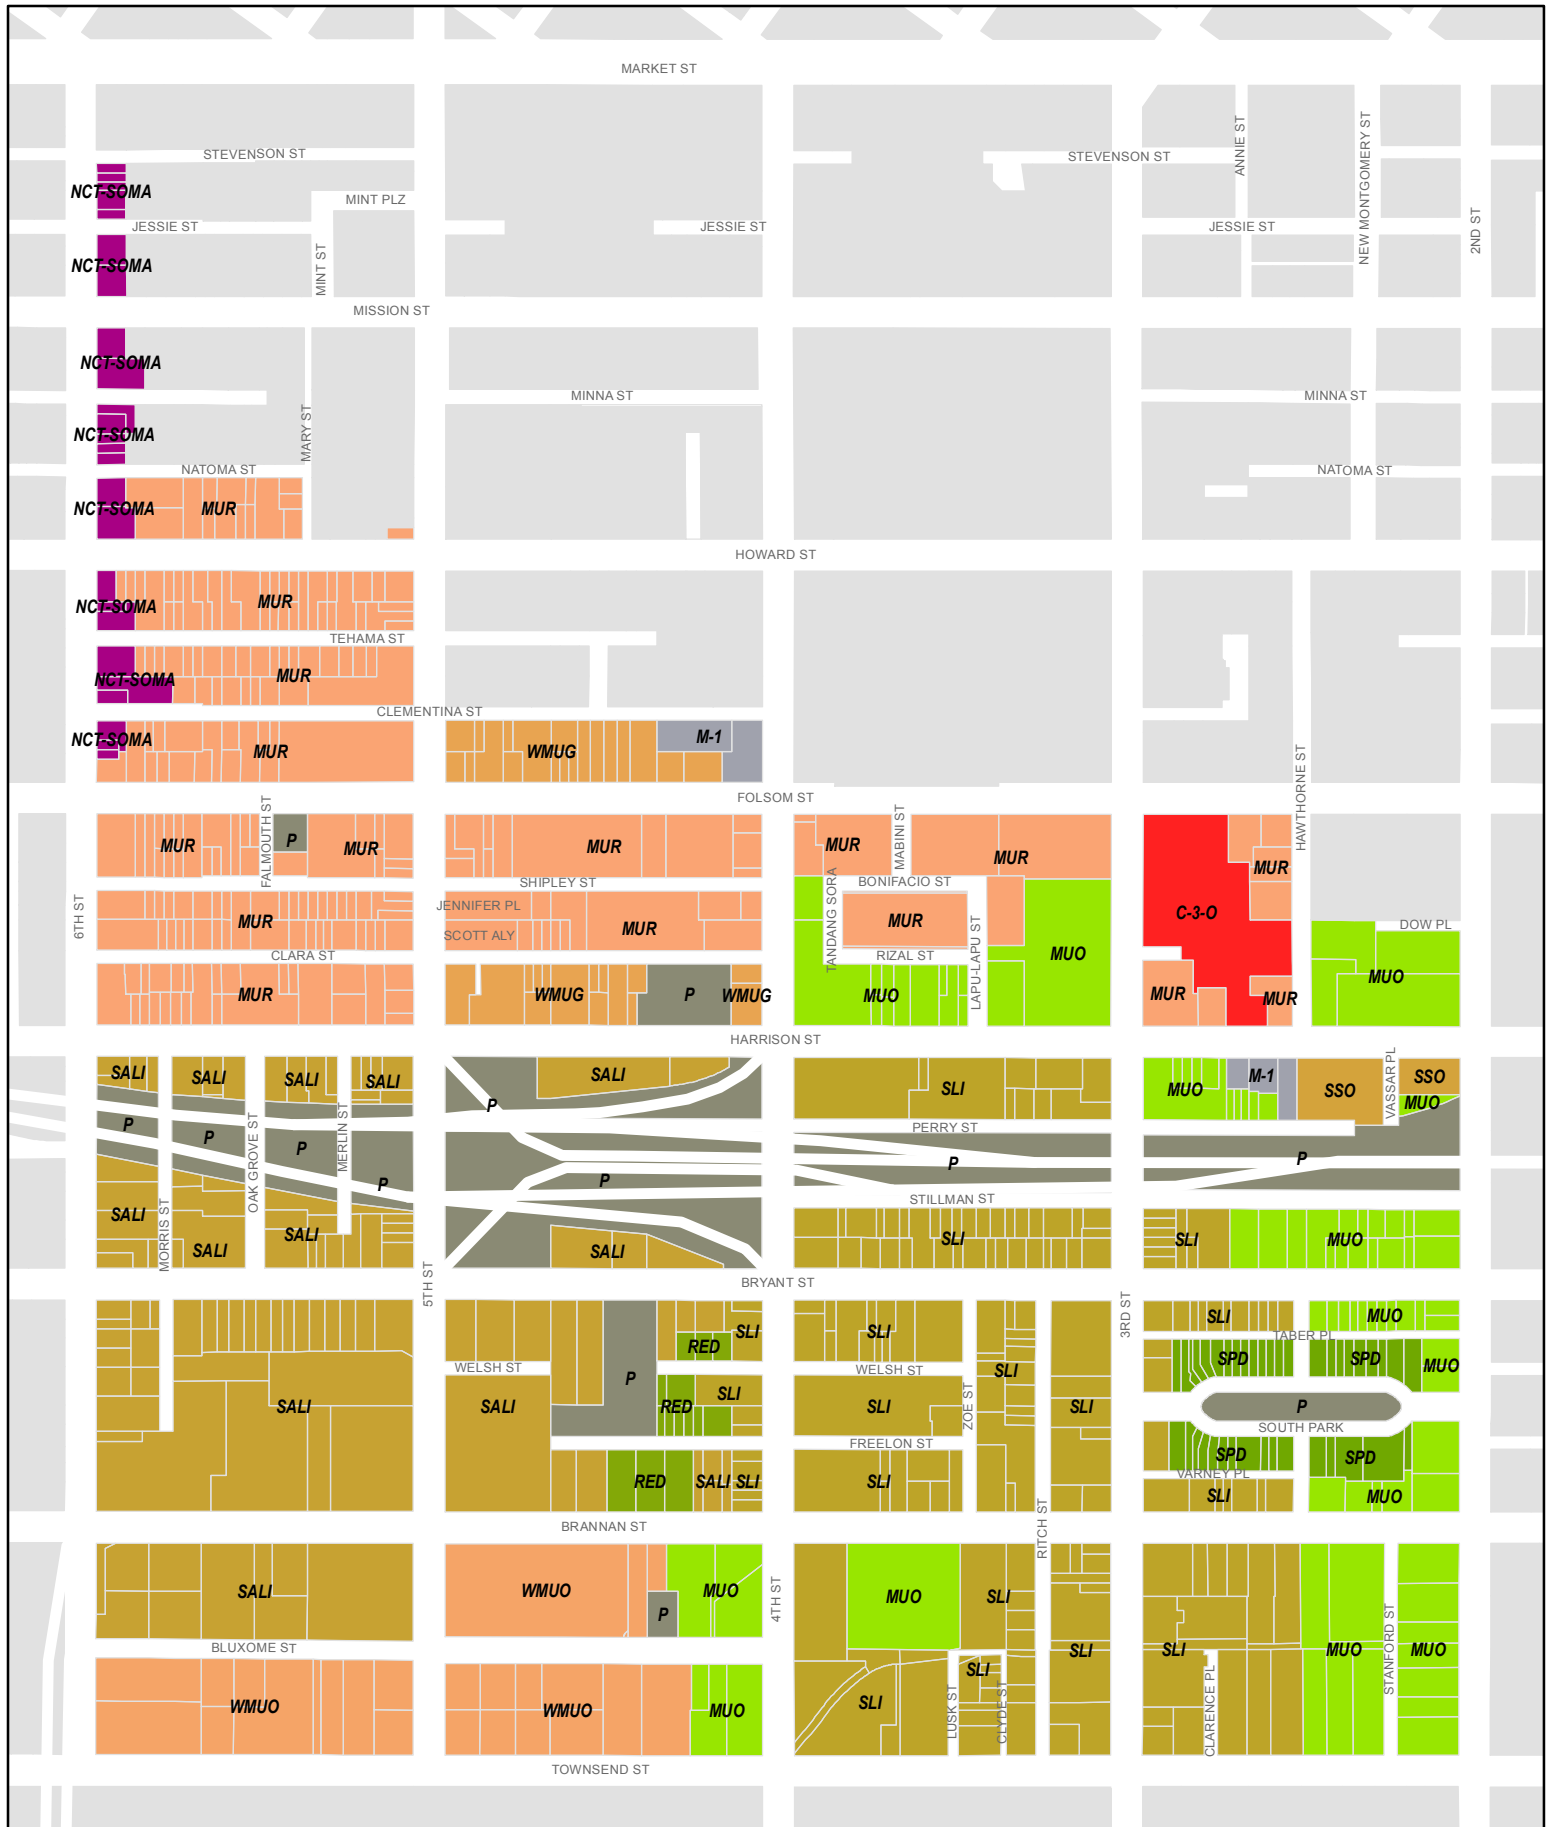 MARKET ST
STEVENSON ST
STEVENSON ST
ANNIE ST
NEW MONTGOMERY ST
NCT-SOMA
MINT PLZ
JESSIE ST
JESSIE ST
JESSIE ST
2ND ST
MINT ST
NCT-SOMA
MISSION ST
NCT-SOMA
MINNA ST
MINNA ST
NCT-SOMA
MARY ST
NATOMA ST
NATOMA ST
NCT-SOMA
MUR
HOWARD ST
NCT-SOMA
MUR
TEHAMA ST
NCT-SOMA
MUR
CLEMENTINA ST
NCT-SOMA
MUR
WMUG
M-1
HAWTHORNE ST
FOLSOM ST
FALMOUTH ST
MABINI ST
MUR
P
MUR
MUR
MUR
MUR
MUR
SHIPLEY ST
BONIFACIO ST
6TH ST
JENNIFER PL
TANDANG SORA
C-3-O
MUR
MUR
MUR
DOW PL
SCOTT ALY
CLARA ST
RIZAL ST
LAPU-LAPU ST
MUO
MUO
MUR
WMUG
P
WMUG
MUO
MUR
MUR
HARRISON ST
SALI
SALI
SALI
SALI
SALI
SLI
MUO
M-1
SSO
VASSAR PL
SSO
MUO
P
P
P
P
P
MERLIN ST
OAK GROVE ST
PERRY ST
P
P
P
STILLMAN ST
MORRIS ST
SALI
SALI
SALI
SALI
SLI
SLI
MUO
5TH ST
BRYANT ST
3RD ST
SLI
SLI
SLI
MUO
RED
TABER PL
WELSH ST
WELSH ST
SPD
SPD
MUO
P
SLI
SALI
SALI
RED
SLI
SLI
ZOE ST
SLI
P
SOUTH PARK
FREELON ST
SPD
SPD
RED
SALI
SLI
SLI
VARNEY PL
SLI
MUO
RITCH ST
BRANNAN ST
SALI
WMUO
MUO
P
4TH ST
MUO
SLI
BLUXOME ST
SLI
SLI
MUO
STANFORD ST
MUO
SLI
WMUO
WMUO
MUO
SLI
LUSK ST
CLYDE ST
CLARENCE PL
TOWNSEND ST